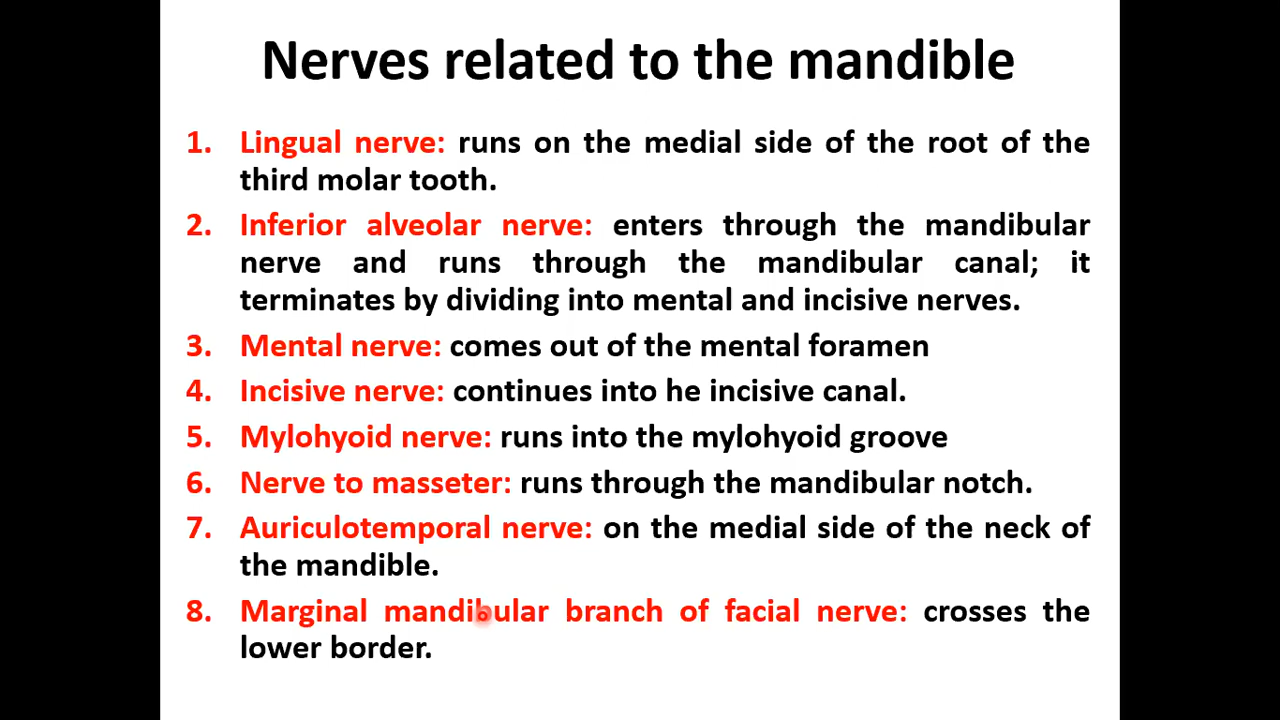 Nerves related to the mandible
1. Lingual nerve: runs on the medial side of the root of the
third molar tooth.
2. Inferior alveolar nerve: enters through the mandibular
nerve and runs through the mandibular canal; it
terminates by dividing into mental and incisive nerves.
3. Mental nerve: comes out of the mental foramen
4. Incisive nerve: continues into he incisive canal.
5. Mylohyoid nerve: runs into the mylohyoid groove
6. Nerve to masseter: runs through the mandibular notch.
7. Auriculotemporal nerve: on the medial side of the neck of
the mandible.
8. Marginal mandibular branch of facial nerve: crosses the
lower border.